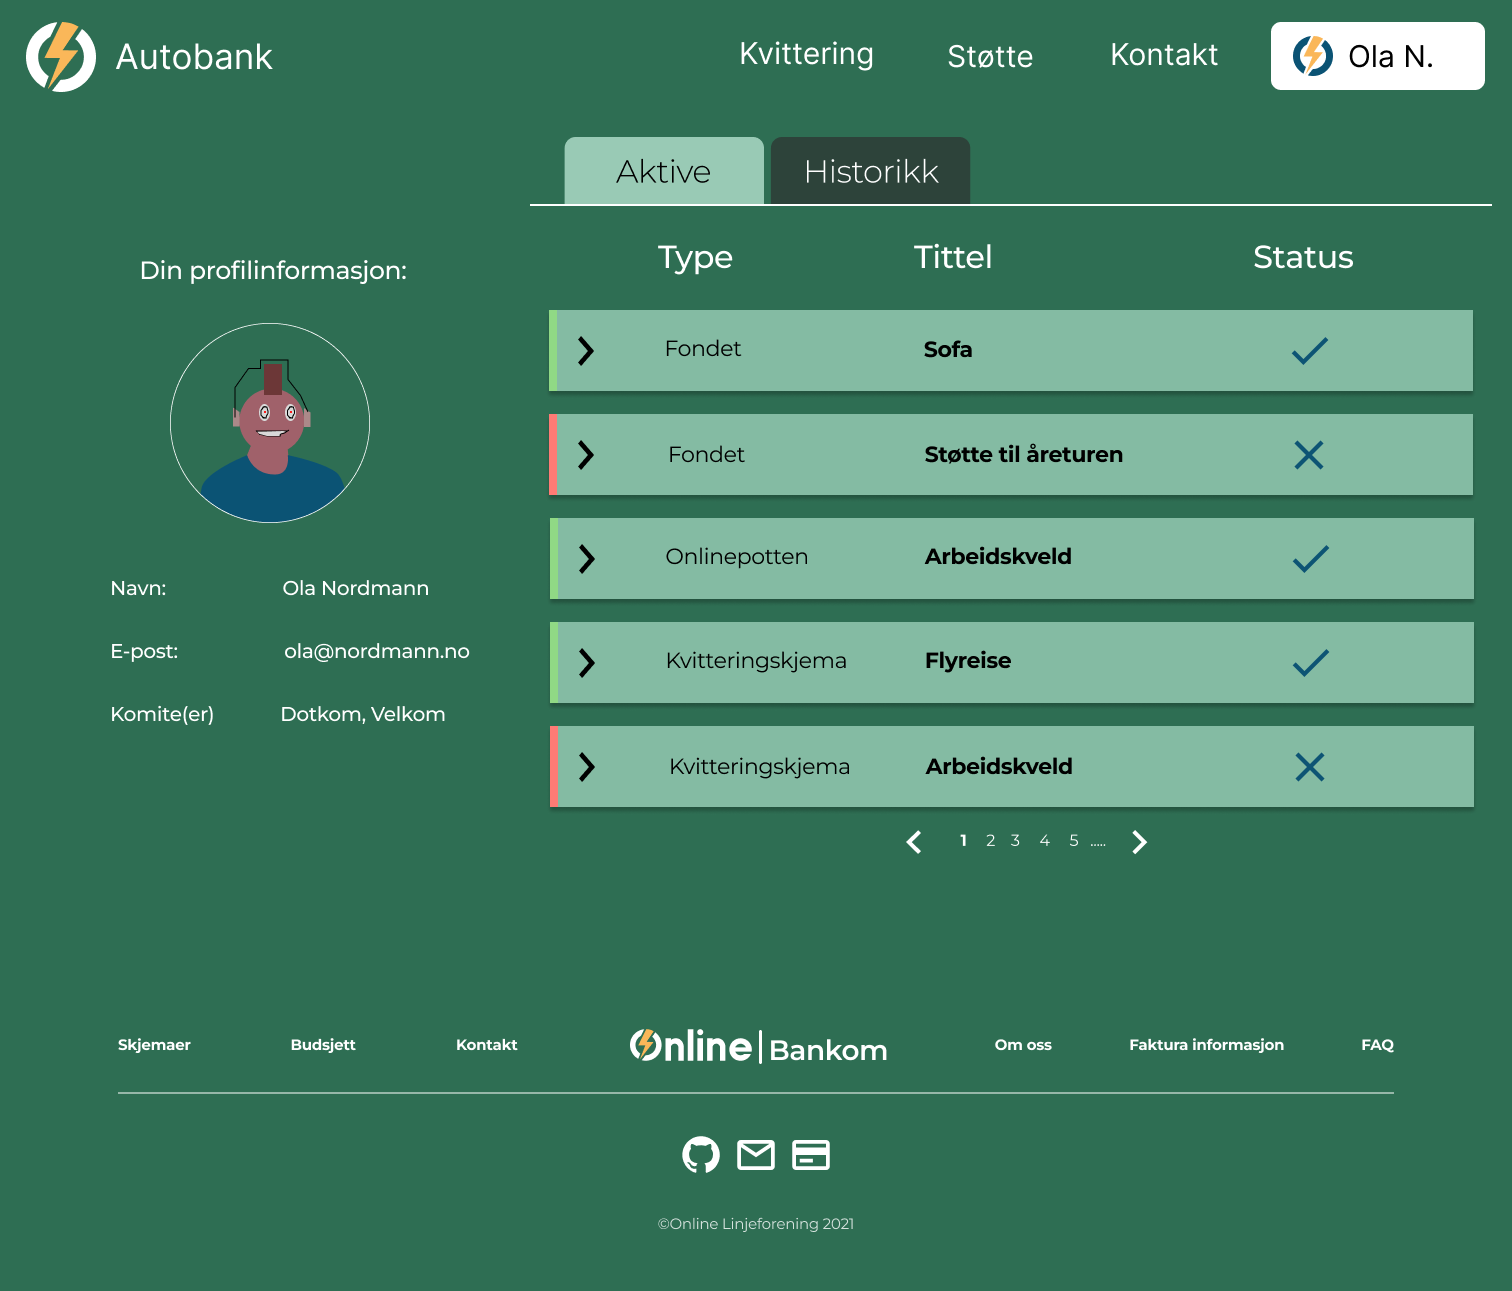 Autobank
Kvittering Støtte Kontakt Ola N.
Aktive Historikk
Din profilinformasjon:
Navn: Ola Nordmann
E-post: ola@nordmann.no
Komite(er) Dotkom, Velkom
Type Tittel Status
Fondet Sofa
Fondet Støtte til åreturen
Onlinepotten Arbeidskveld
Kvitteringskjema Flyreise
Kvitteringskjema Arbeidskveld
1 2 3 4 5 .....
Skjemaer Budsjett Kontakt Online Bankom Om oss Faktura informasjon FAQ
©Online Linjeforening 2021